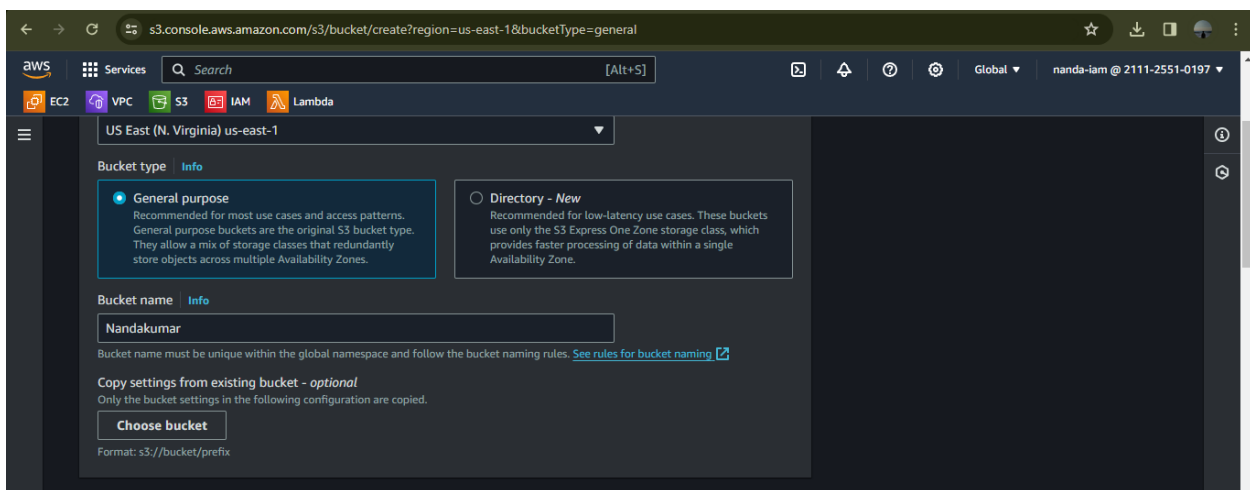 s3.console.aws.amazon.com/s3/bucket/create?region=us-east-1&bucketType=general
aws Services Search [Alt+S] Global nanda-iam @ 2111-2551-0197
EC2 VPC S3 IAM Lambda
US East (N. Virginia) us-east-1
Bucket type Info
General purpose
Recommended for most use cases and access patterns.
General purpose buckets are the original S3 bucket type.
They allow a mix of storage classes that redundantly
store objects across multiple Availability Zones.
Directory - New
Recommended for low-latency use cases. These buckets
use only the S3 Express One Zone storage class, which
provides faster processing of data within a single
Availability Zone.
Bucket name Info
Nandakumar
Bucket name must be unique within the global namespace and follow the bucket naming rules. See rules for bucket naming
Copy settings from existing bucket - optional
Only the bucket settings in the following configuration are copied.
Choose bucket
Format: s3://bucket/prefix